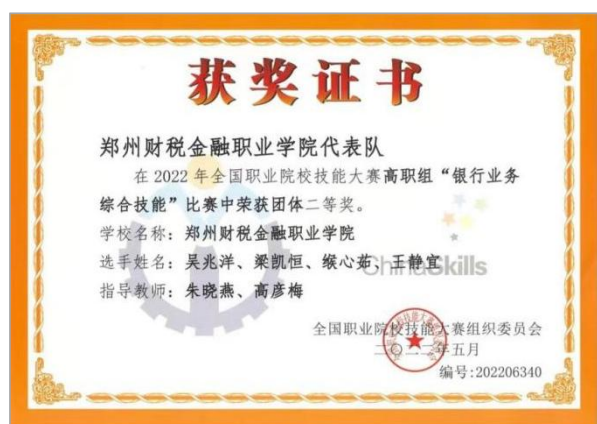 获奖证书
郑州财税金融职业学院代表队
在 2022 年全国职业院校技能大赛高职组“银行业务
综合技能”比赛中荣获团体二等奖。
学校名称：郑州财税金融职业学院
选手姓名：吴兆洋、梁凯恒、缑心茹、王静宜
指导教师：朱晓燕、高彦梅
ChinaSkills
全国职业院校技能大赛组织委员会
二〇二二年五月
编号:202206340